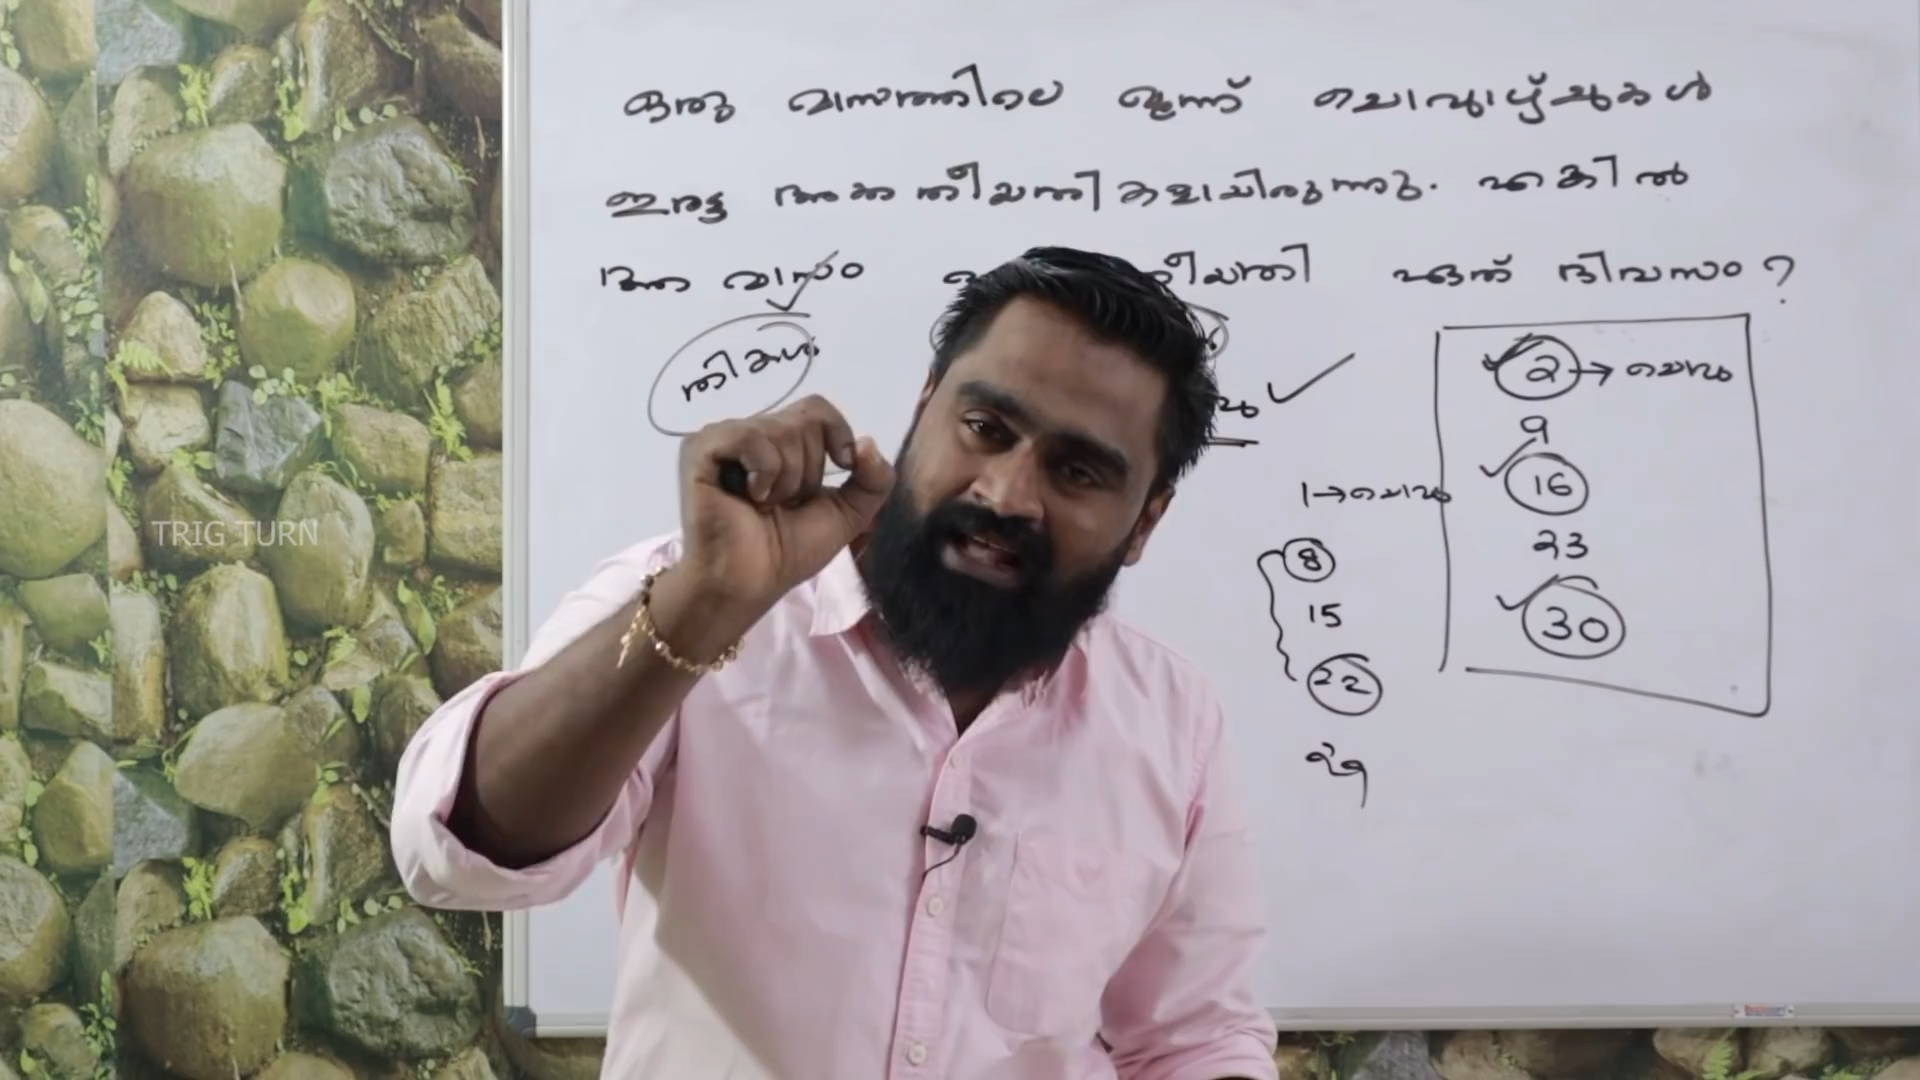 ഒരു മാസത്തിലെ മൂന്ന് ചൊവ്വാഴ്ചകൾ
ഇരട്ട അക്ക തീയതികളായിരുന്നു. എങ്കിൽ
ആ മാസം തീയതി ഏത് ദിവസം?
തിങ്കൾ
2 → ചൊവ്വ
9
16
23
30
1 → ചൊവ്വ
8
15
22
29
TRIG TURN